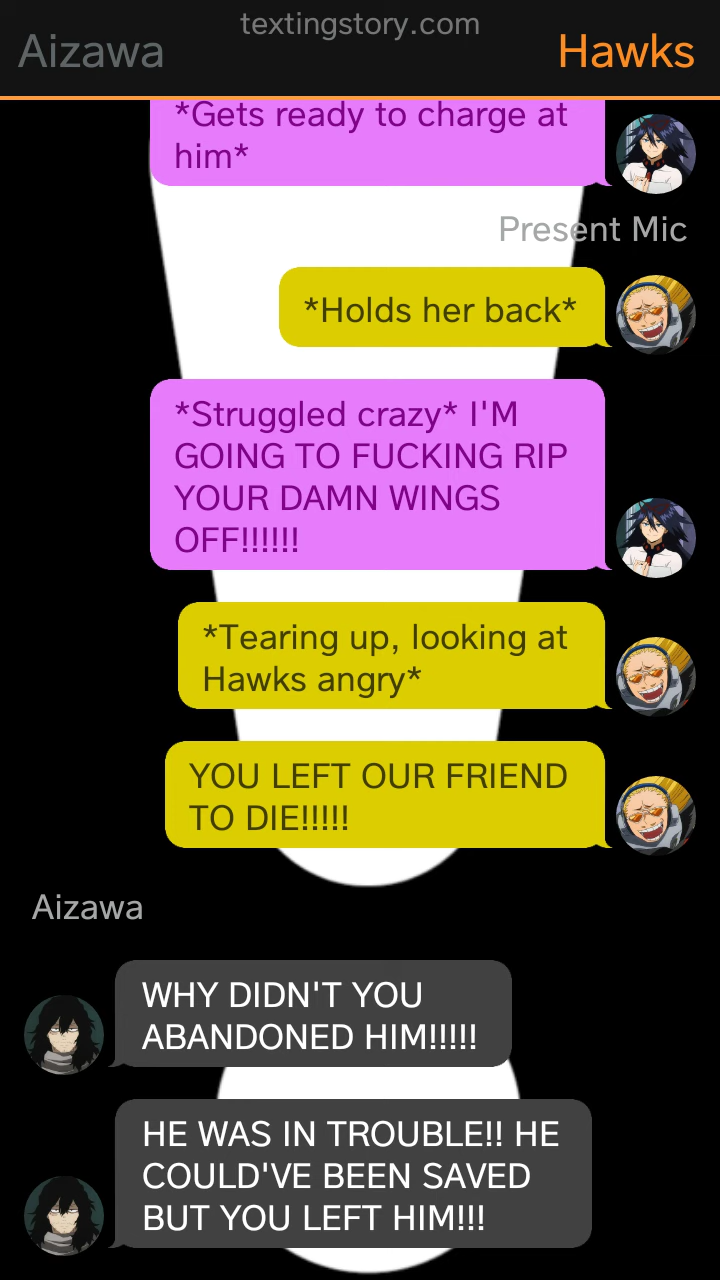 textingstory.com
Aizawa
Hawks
*Gets ready to charge at
him*
Present Mic
*Holds her back*
*Struggled crazy* I'M
GOING TO FUCKING RIP
YOUR DAMN WINGS
OFF!!!!!!
*Tearing up, looking at
Hawks angry*
YOU LEFT OUR FRIEND
TO DIE!!!!!
Aizawa
WHY DIDN'T YOU
ABANDONED HIM!!!!!
HE WAS IN TROUBLE!! HE
COULD'VE BEEN SAVED
BUT YOU LEFT HIM!!!